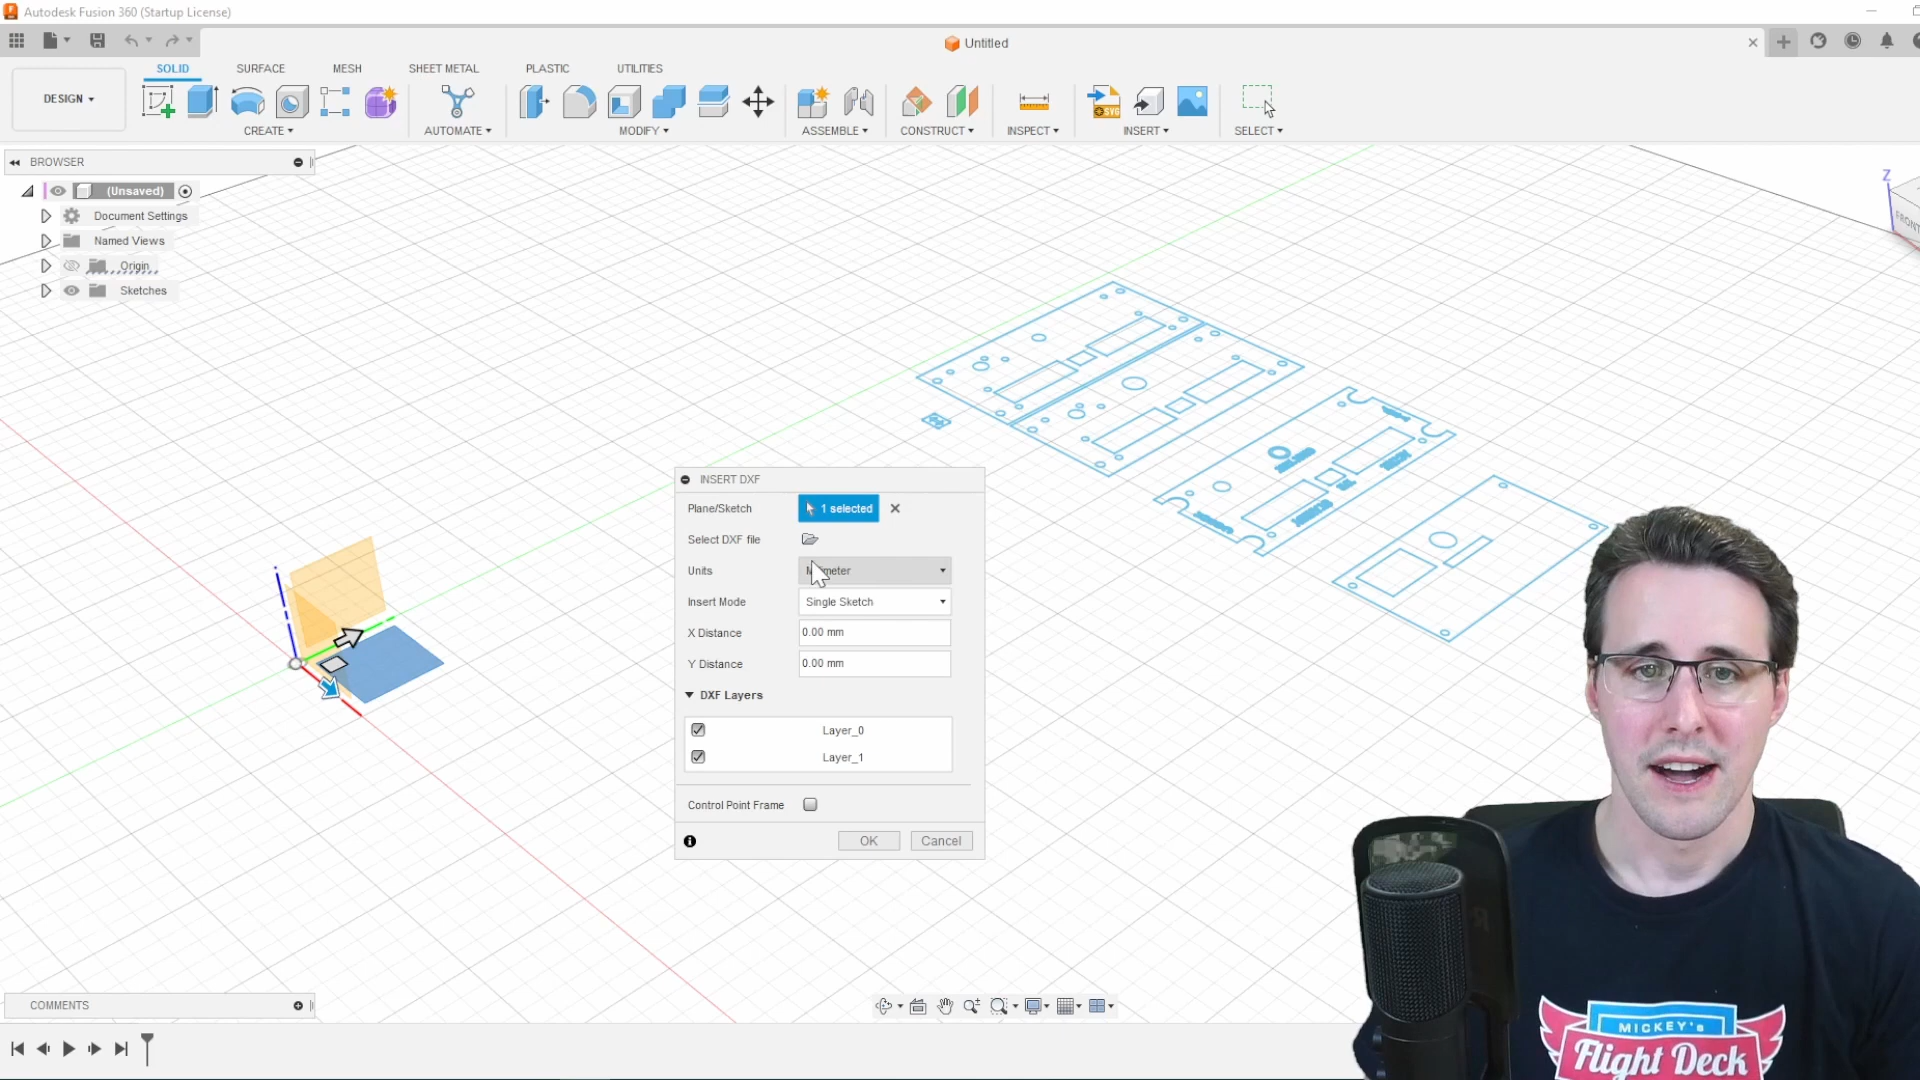 Autodesk Fusion 360 (Startup License)
Untitled
SOLID
SURFACE
MESH
SHEET METAL
PLASTIC
UTILITIES
DESIGN
CREATE
AUTOMATE
MODIFY
ASSEMBLE
CONSTRUCT
INSPECT
INSERT
SELECT
SVG
BROWSER
(Unsaved)
Document Settings
Named Views
Origin
Sketches
Z
FRONT
INSERT DXF
Plane/Sketch
1 selected
Select DXF file
Units
Insert Mode
Single Sketch
X Distance
0.00 mm
Y Distance
0.00 mm
DXF Layers
Layer_0
Layer_1
Control Point Frame
OK
Cancel
COMMENTS
MICKEY's
Flight Deck